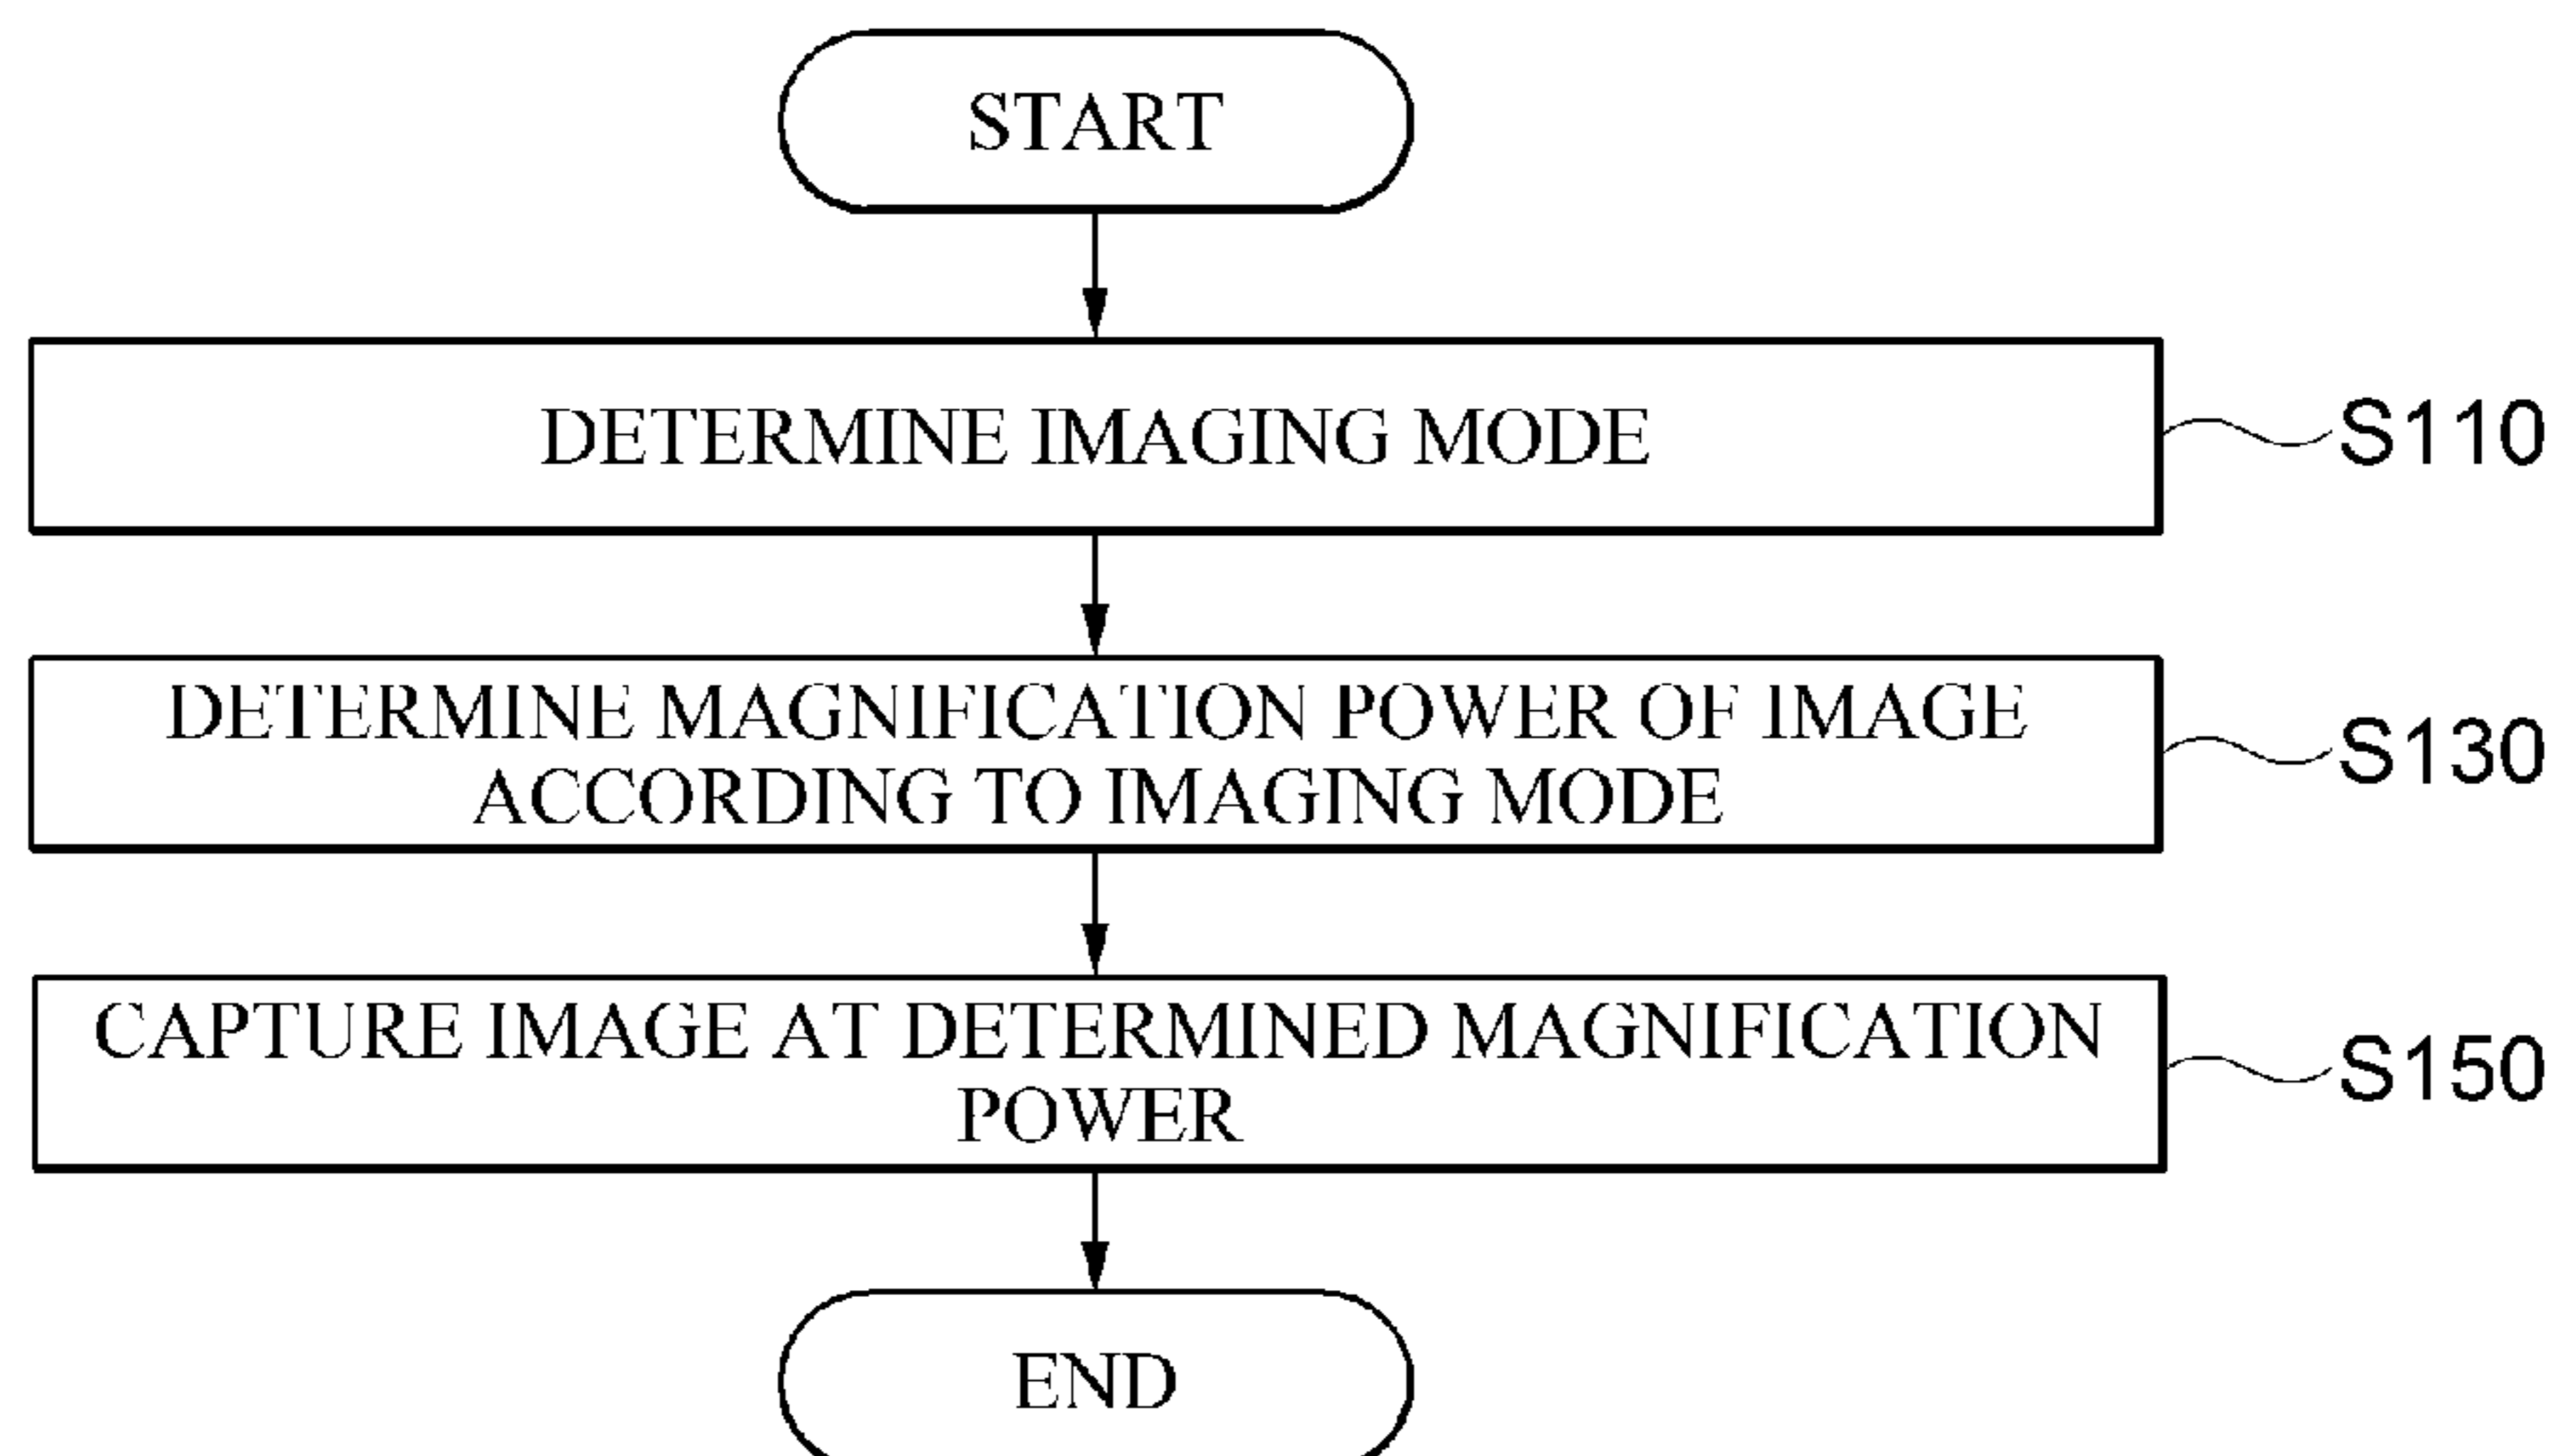 START
DETERMINE IMAGING MODE
S110
DETERMINE MAGNIFICATION POWER OF IMAGE
ACCORDING TO IMAGING MODE
S130
CAPTURE IMAGE AT DETERMINED MAGNIFICATION
POWER
S150
END